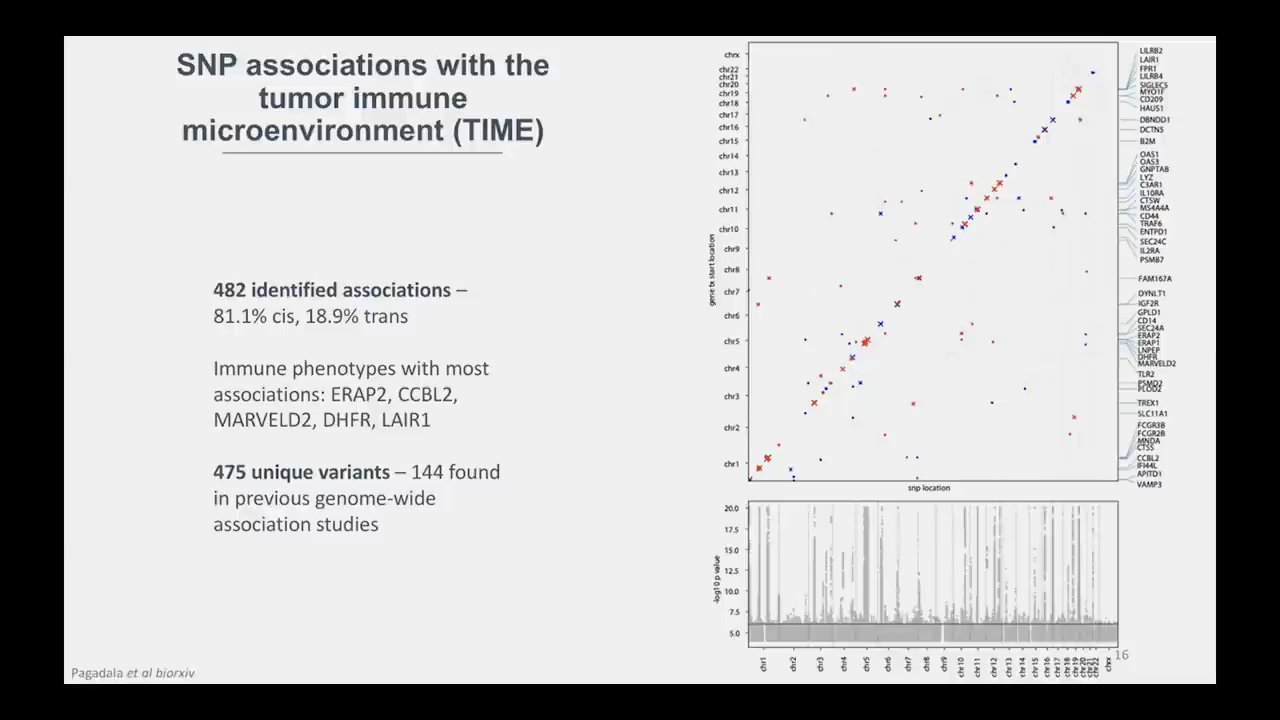 SNP associations with the
tumor immune
microenvironment (TIME)
482 identified associations –
81.1% cis, 18.9% trans
Immune phenotypes with most
associations: ERAP2, CCBL2,
MARVELD2, DHFR, LAIR1
475 unique variants – 144 found
in previous genome-wide
association studies
Pagadala et al biorxiv
gene tx start location
chrx
chr22
chr21
chr20
chr19
chr18
chr17
chr16
chr15
chr14
chr13
chr12
chr11
chr10
chr9
chr8
chr7
chr6
chr5
chr4
chr3
chr2
chr1
LILRB2
LAIR1
FPR1
LILRB4
SIGLEC5
MYO1F
CD209
HAUS1
DBNDD1
DCTN5
B2M
OAS1
OAS3
GNPTAB
LYZ
C3AR1
IL10RA
CTSW
MS4A4A
CD44
TRAF6
ENTPD1
SEC24C
IL2RA
PSMB7
FAM167A
DYNLT1
IGF2R
GPLD1
CD14
SEC24A
ERAP2
ERAP1
LNPEP
DHFR
MARVELD2
TLR2
PSMD2
PLOD2
TREX1
SLC11A1
FCGR3B
FCGR2B
MNDA
CTSS
CCBL2
IFI44L
APITD1
VAMP3
snp location
-log10 p value
20.0
17.5
15.0
12.5
10.0
7.5
5.0
chr1
chr2
chr3
chr4
chr5
chr6
chr7
chr8
chr9
chr10
chr11
chr12
chr13
chr14
chr15
chr16
chr17
chr18
chr19
chr20
chr22
chrx
16